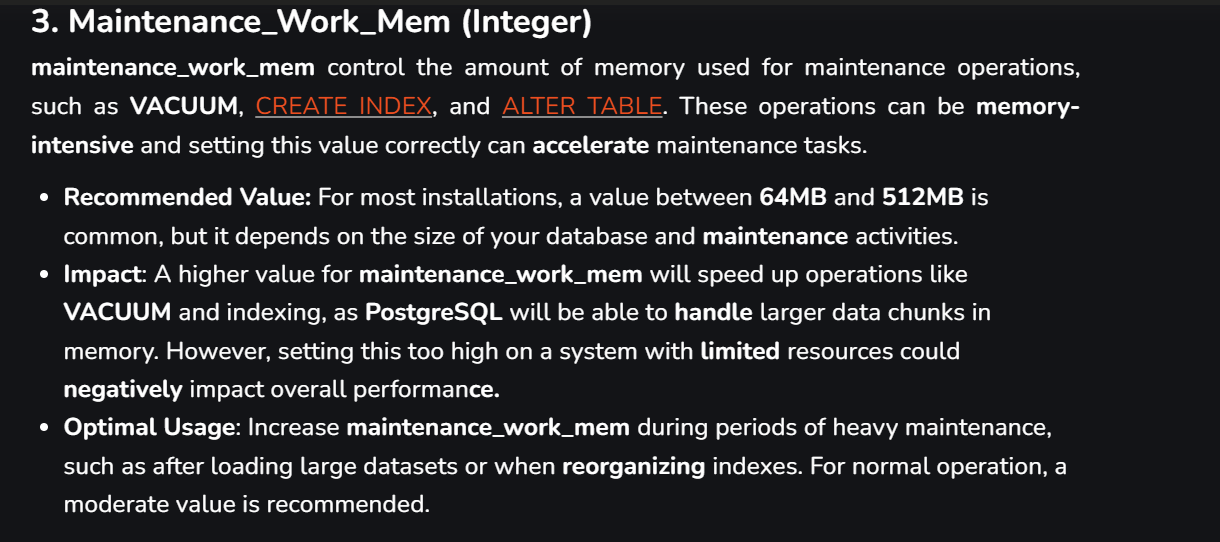 3. Maintenance_Work_Mem (Integer)
maintenance_work_mem control the amount of memory used for maintenance operations,
such as VACUUM, CREATE INDEX, and ALTER TABLE. These operations can be memory-
intensive and setting this value correctly can accelerate maintenance tasks.
• Recommended Value: For most installations, a value between 64MB and 512MB is
common, but it depends on the size of your database and maintenance activities.
• Impact: A higher value for maintenance_work_mem will speed up operations like
VACUUM and indexing, as PostgreSQL will be able to handle larger data chunks in
memory. However, setting this too high on a system with limited resources could
negatively impact overall performance.
• Optimal Usage: Increase maintenance_work_mem during periods of heavy maintenance,
such as after loading large datasets or when reorganizing indexes. For normal operation, a
moderate value is recommended.